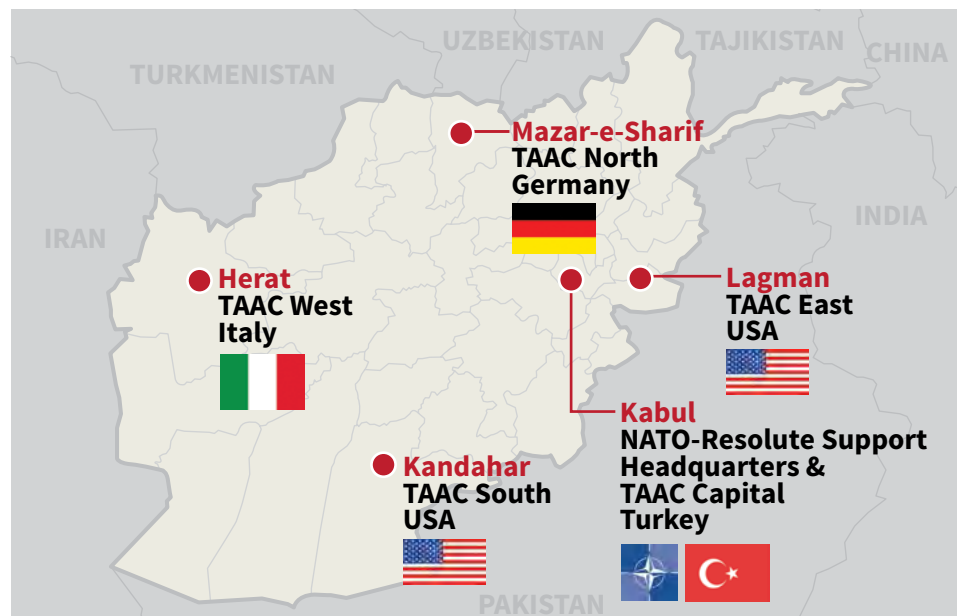 UZBEKISTAN
TAJIKISTAN
CHINA
TURKMENISTAN
Mazar-e-Sharif
TAAC North
Germany
INDIA
IRAN
Herat
TAAC West
Italy
Lagman
TAAC East
USA
Kabul
NATO-Resolute Support
Headquarters &
TAAC Capital
Turkey
Kandahar
TAAC South
USA
PAKISTAN